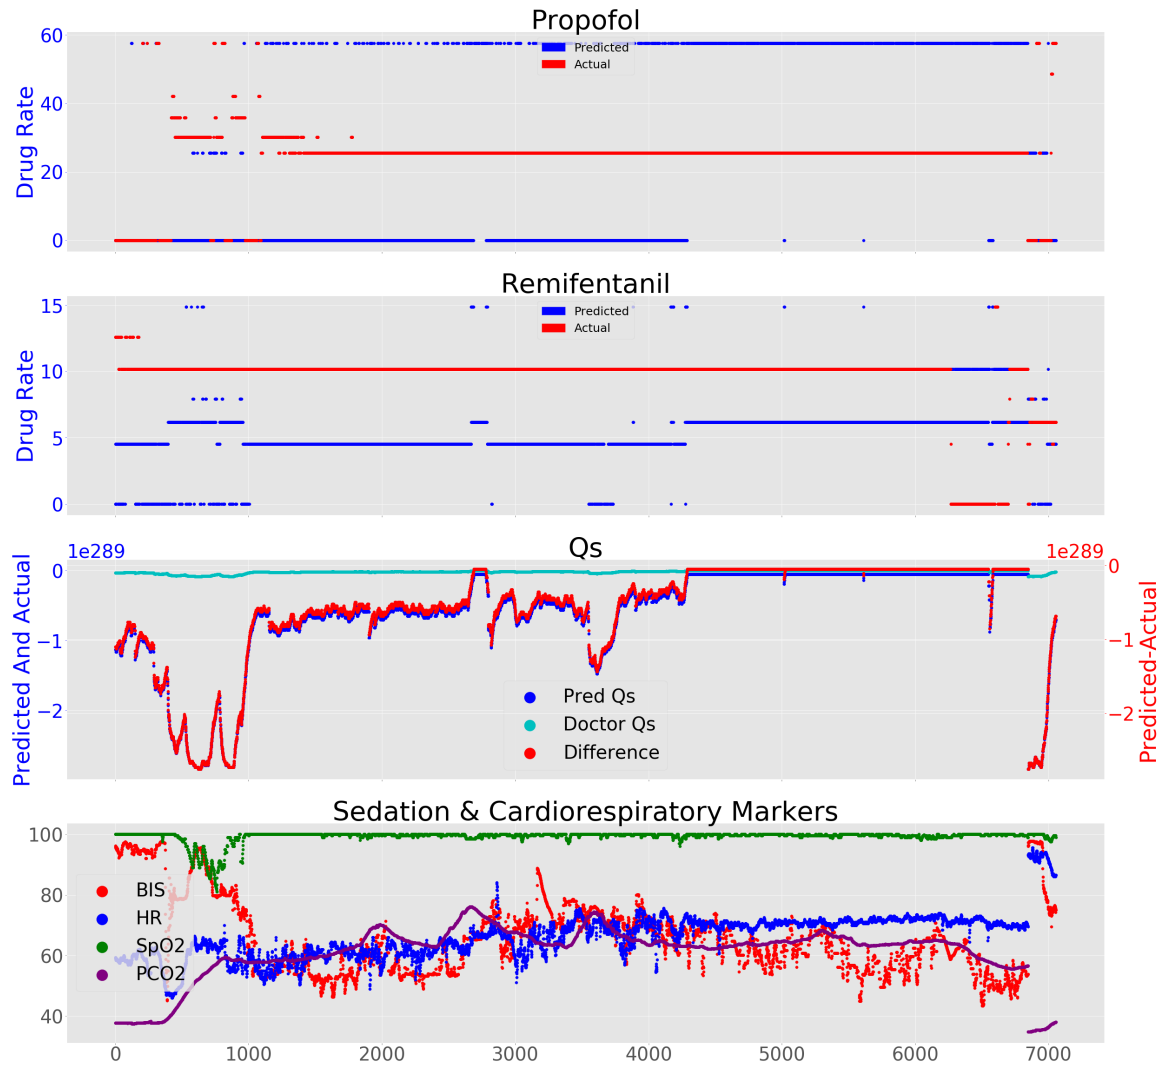 Propofol
60
40
20
0
Drug Rate
Predicted
Actual
Remifentanil
15
10
5
0
Drug Rate
Predicted
Actual
Qs
1e289
1e289
0
−1
−2
Predicted And Actual
0
−1
−2
Predicted-Actual
Pred Qs
Doctor Qs
Difference
Sedation & Cardiorespiratory Markers
100
80
60
40
BIS
HR
SpO2
PCO2
0 1000 2000 3000 4000 5000 6000 7000